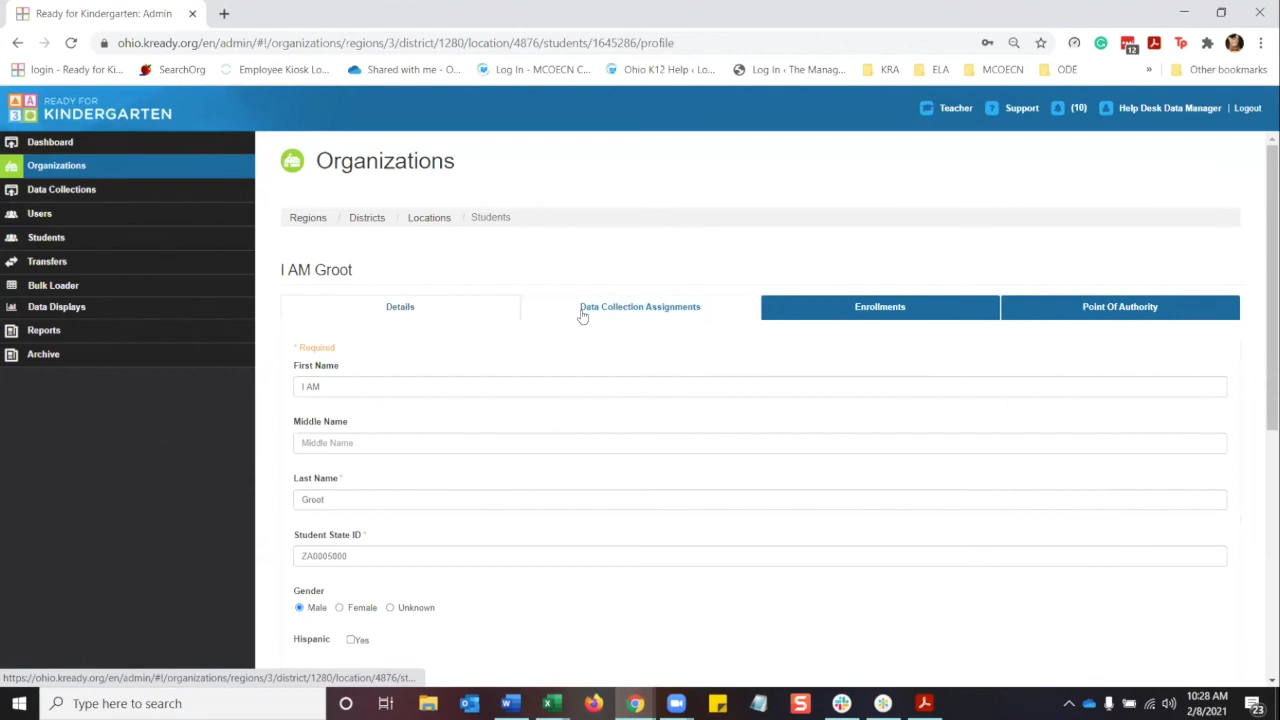 Ready for Kindergarten: Admin
ohio.kready.org/en/admin/#!/organizations/regions/3/district/1280/location/4876/students/1645286/profile
12
login - Ready for Ki...
SearchOrg
Employee Kiosk Lo...
Shared with me - O...
Log In - MCOECN C...
Ohio K12 Help ‹ Lo...
Log In ‹ The Manag...
KRA
ELA
MCOECN
ODE
»
Other bookmarks
READY FOR
KINDERGARTEN
Teacher
Support
(10)
Help Desk Data Manager | Logout
Dashboard
Organizations
Data Collections
Users
Students
Transfers
Bulk Loader
Data Displays
Reports
Archive
Organizations
Regions / Districts / Locations / Students
I AM Groot
Details
Data Collection Assignments
Enrollments
Point Of Authority
* Required
First Name
I AM
Middle Name
Middle Name
Last Name *
Groot
Student State ID *
ZA0005000
Gender
Male Female Unknown
Hispanic Yes
https://ohio.kready.org/en/admin/#!/organizations/regions/3/district/1280/location/4876/st...
Type here to search
10:28 AM
2/8/2021
23